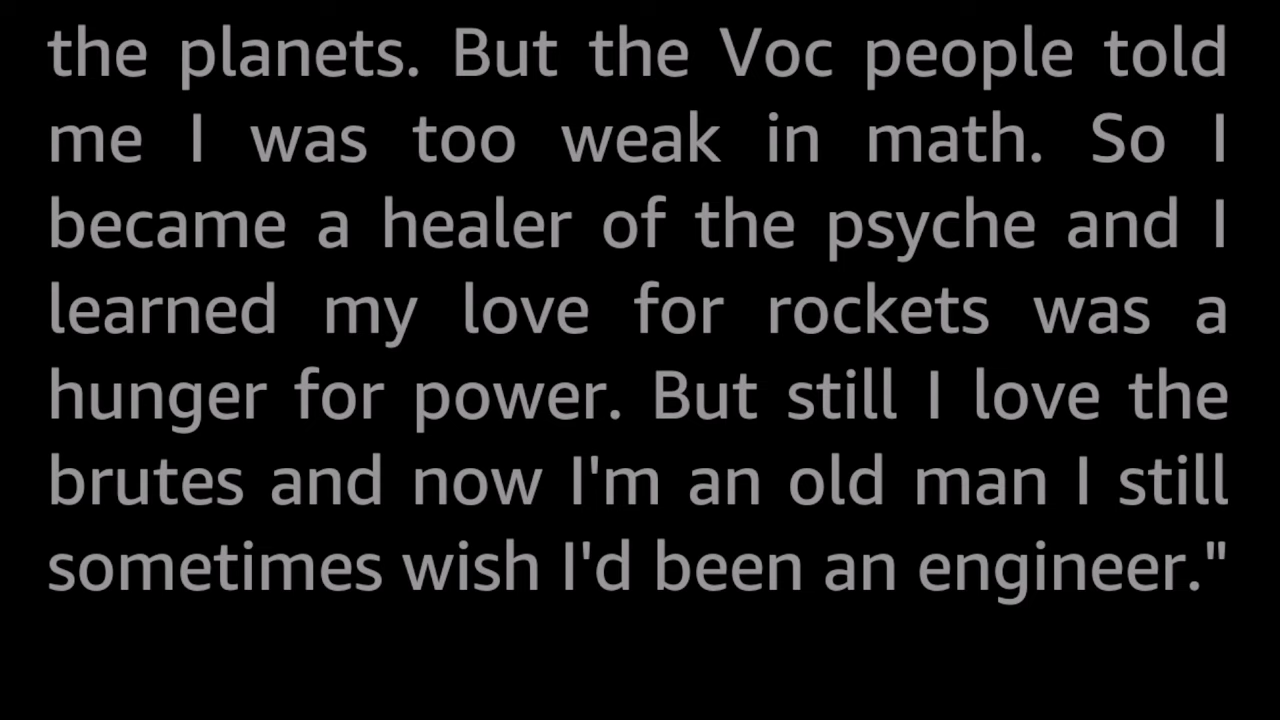 the planets. But the Voc people told
me I was too weak in math. So I
became a healer of the psyche and I
learned my love for rockets was a
hunger for power. But still I love the
brutes and now I'm an old man I still
sometimes wish I'd been an engineer."